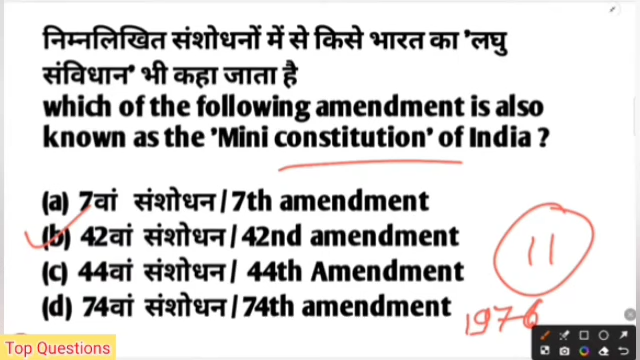 निम्नलिखित संशोधनों में से किसे भारत का 'लघु
संविधान' भी कहा जाता है
which of the following amendment is also
known as the 'Mini constitution' of India ?
(a) 7वां संशोधन/7th amendment
(b) 42वां संशोधन/42nd amendment
(c) 44वां संशोधन/ 44th Amendment
(d) 74वां संशोधन/74th amendment
11
1976
Top Questions